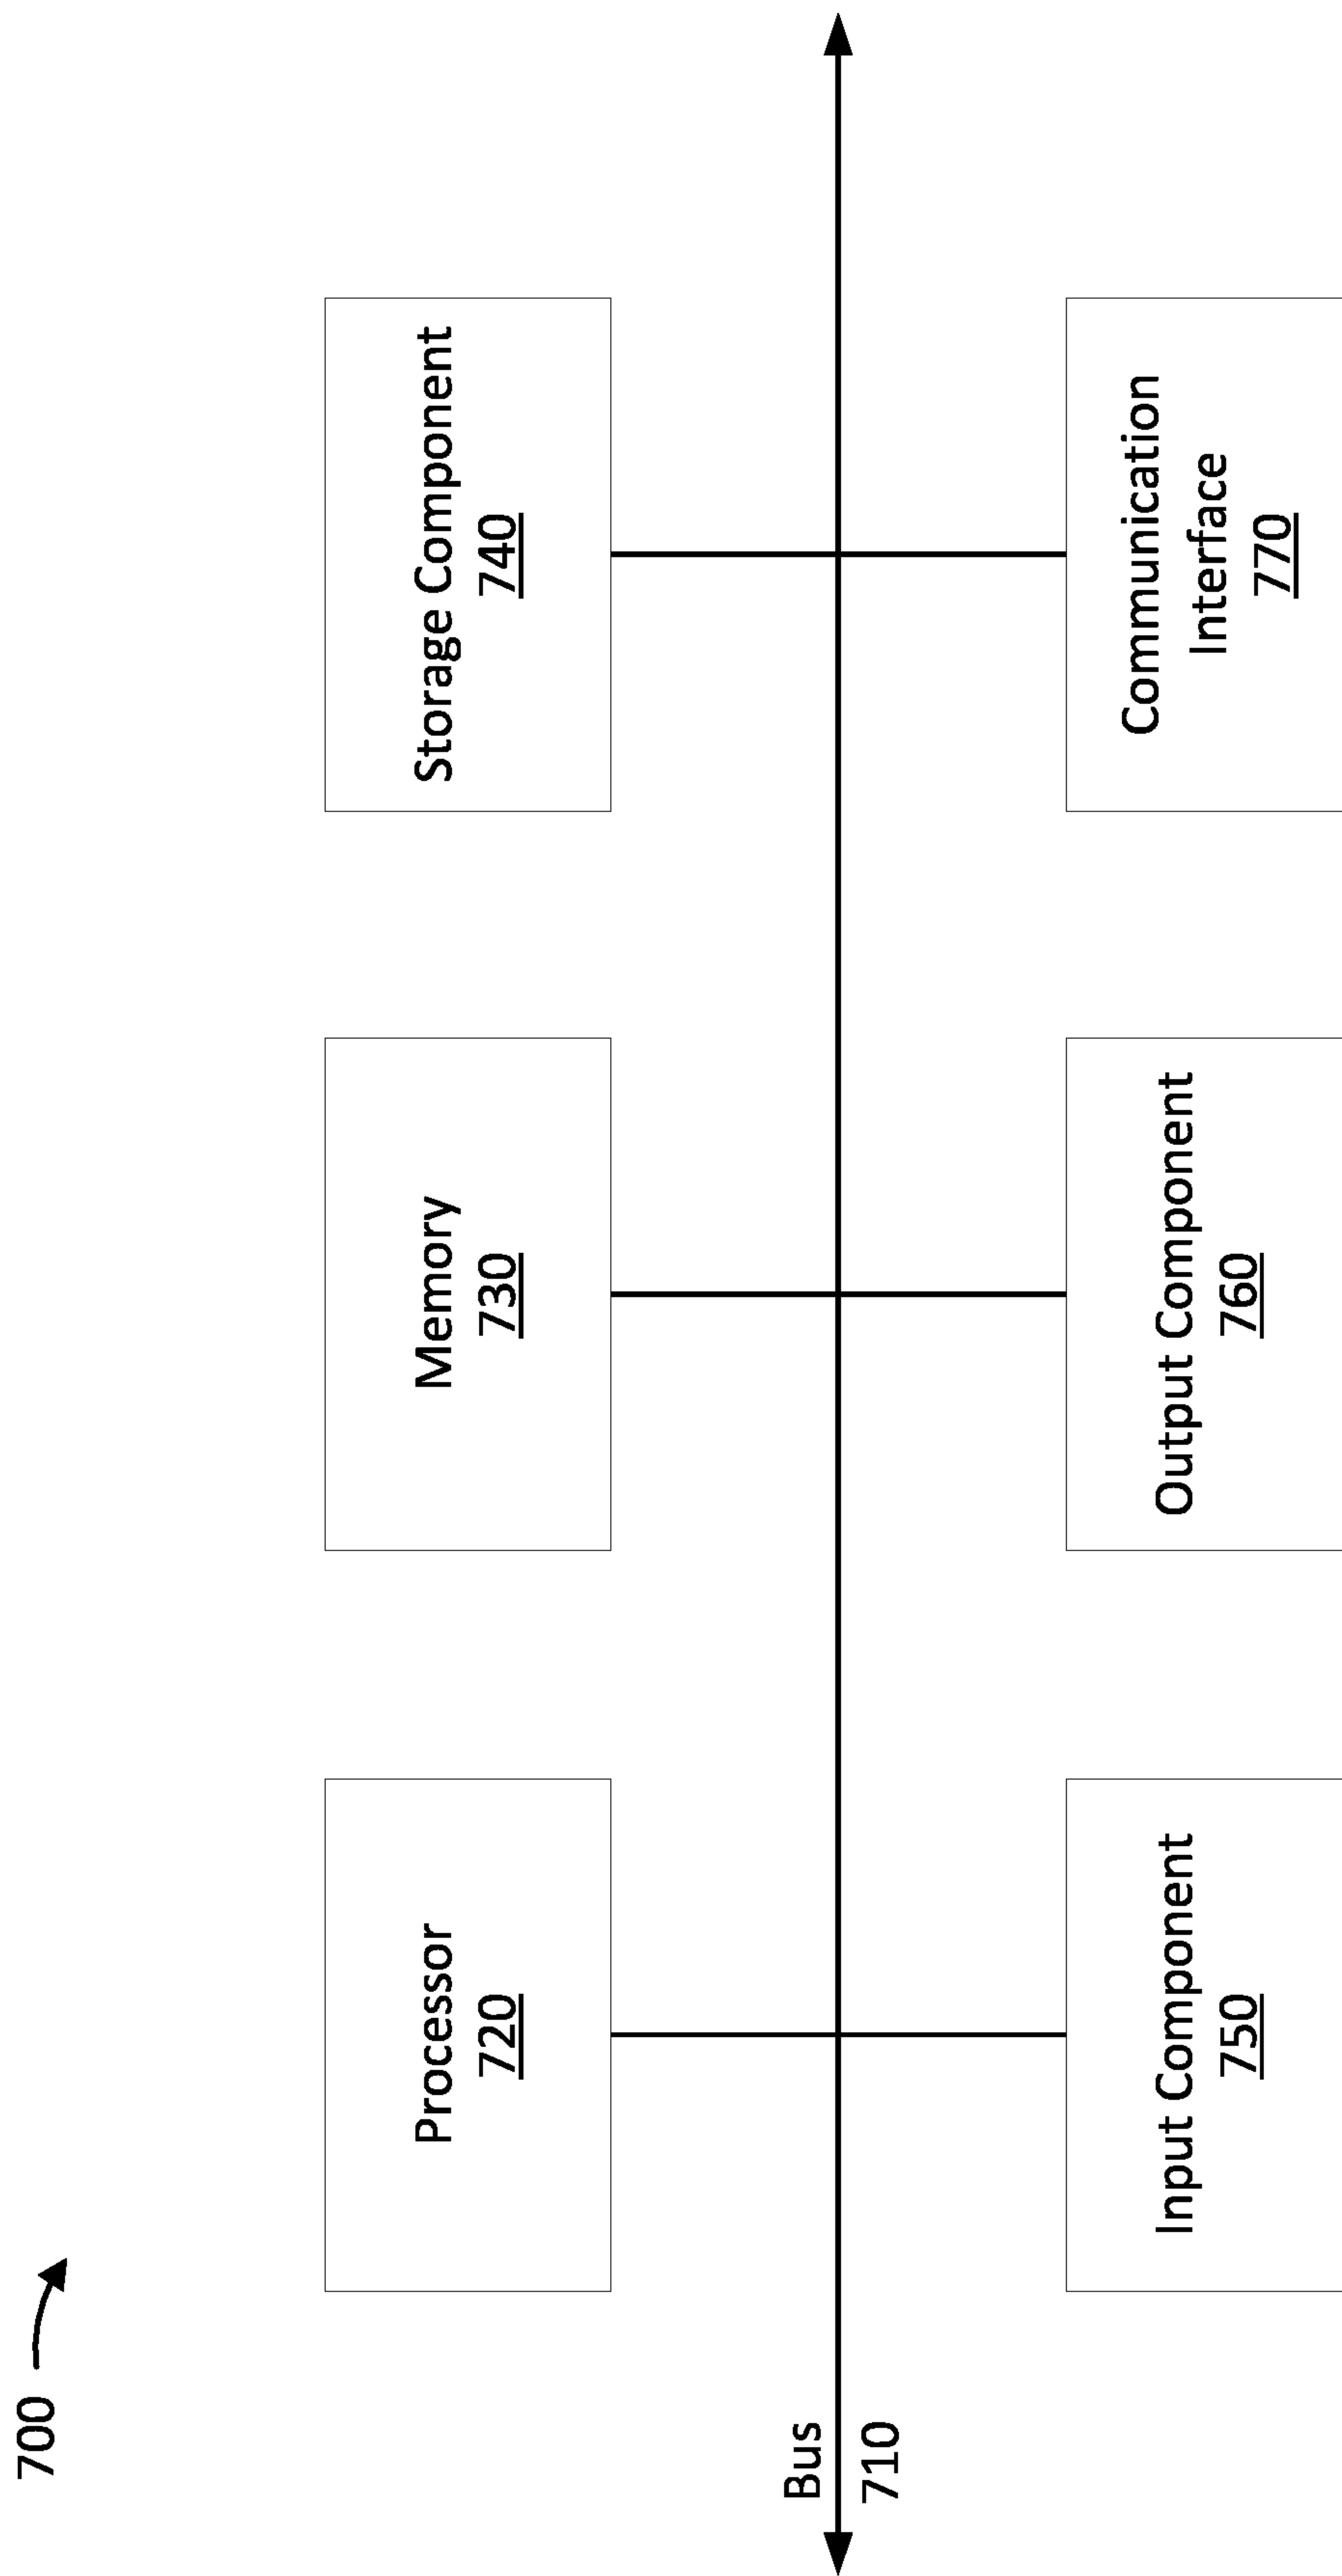 700
Processor
720
Memory
730
Storage Component
740
Bus
710
Input Component
750
Output Component
760
Communication
Interface
770